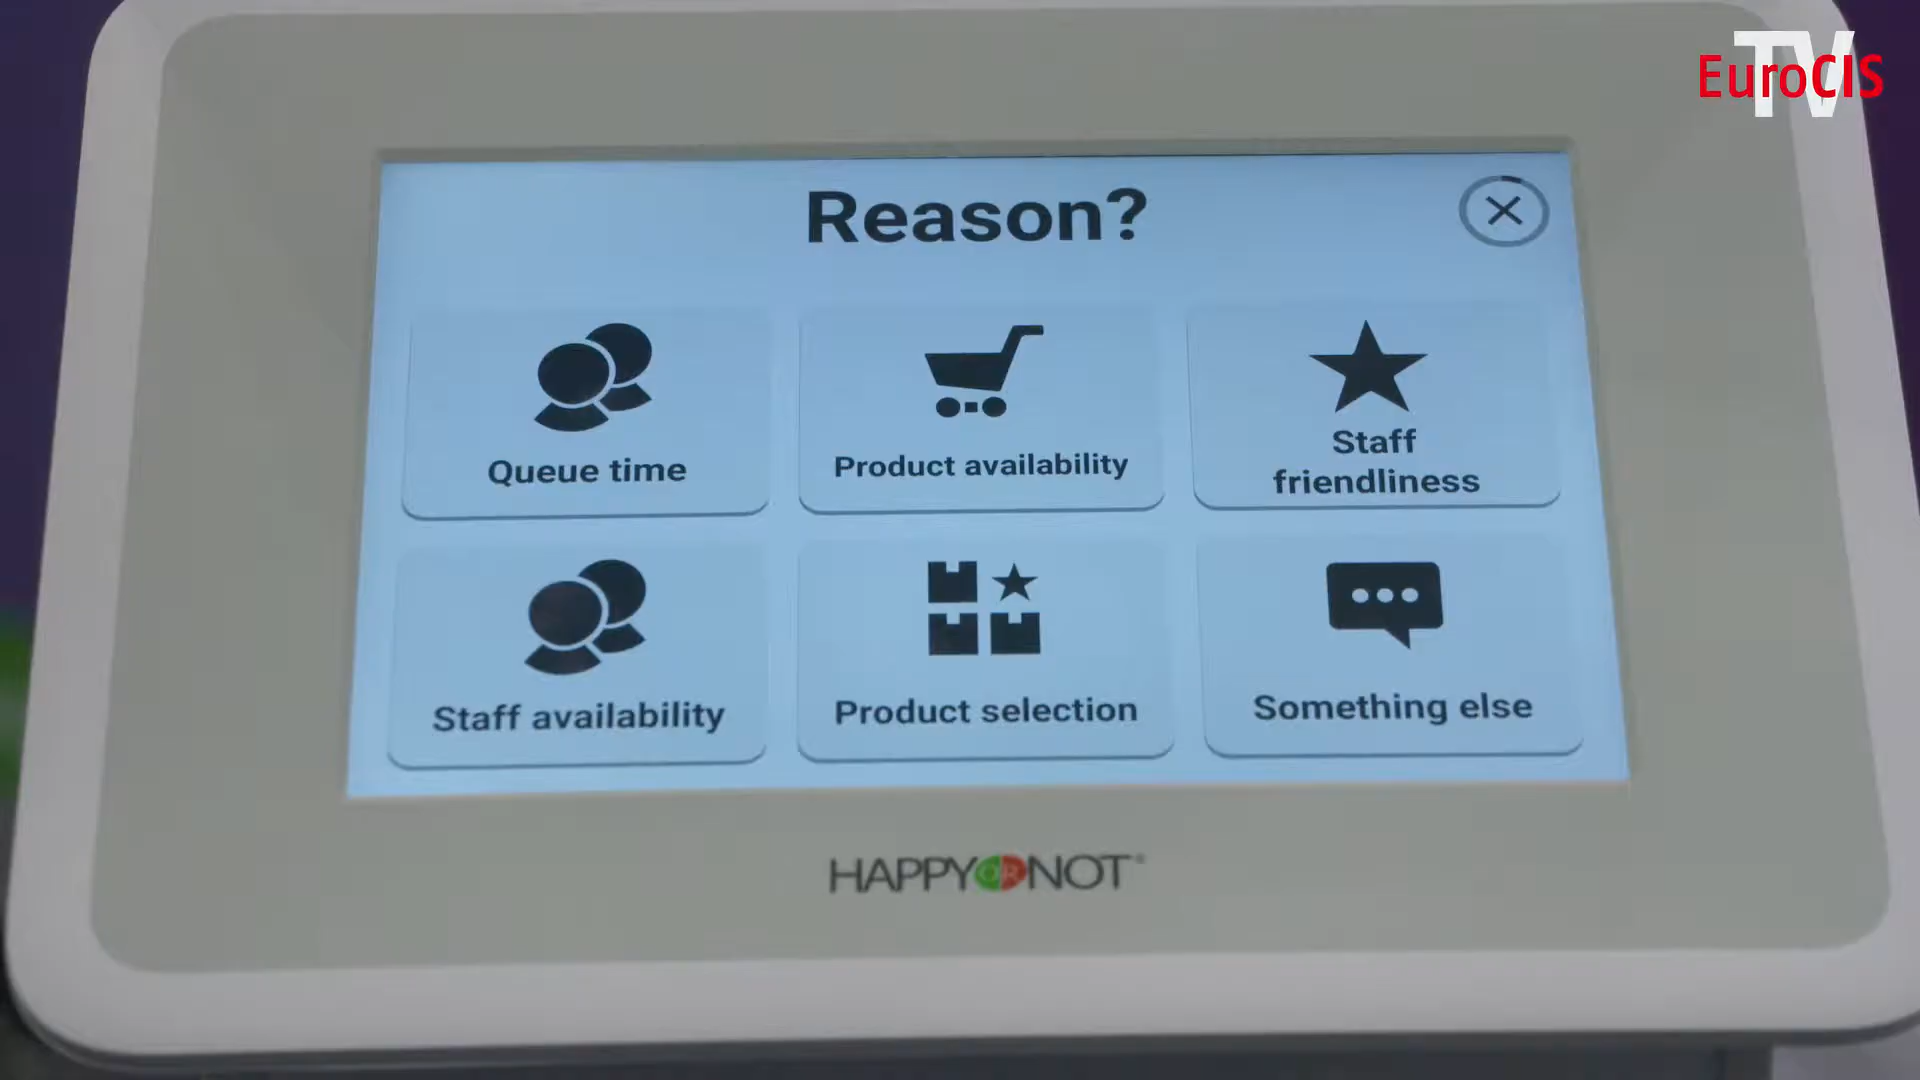 TV
EuroCIS
Reason?
Queue time
Product availability
Staff
friendliness
Staff availability
Product selection
Something else
HAPPY OR NOT®